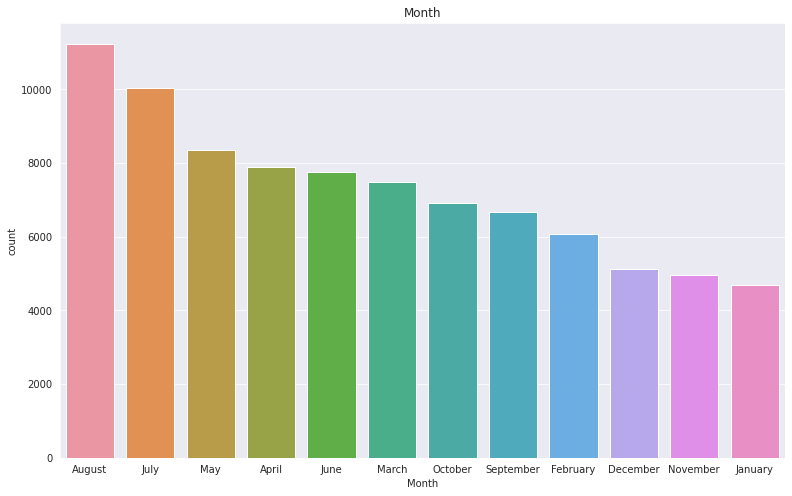 Month
count
10000
8000
6000
4000
2000
0
August July May April June March October September February December November January
Month